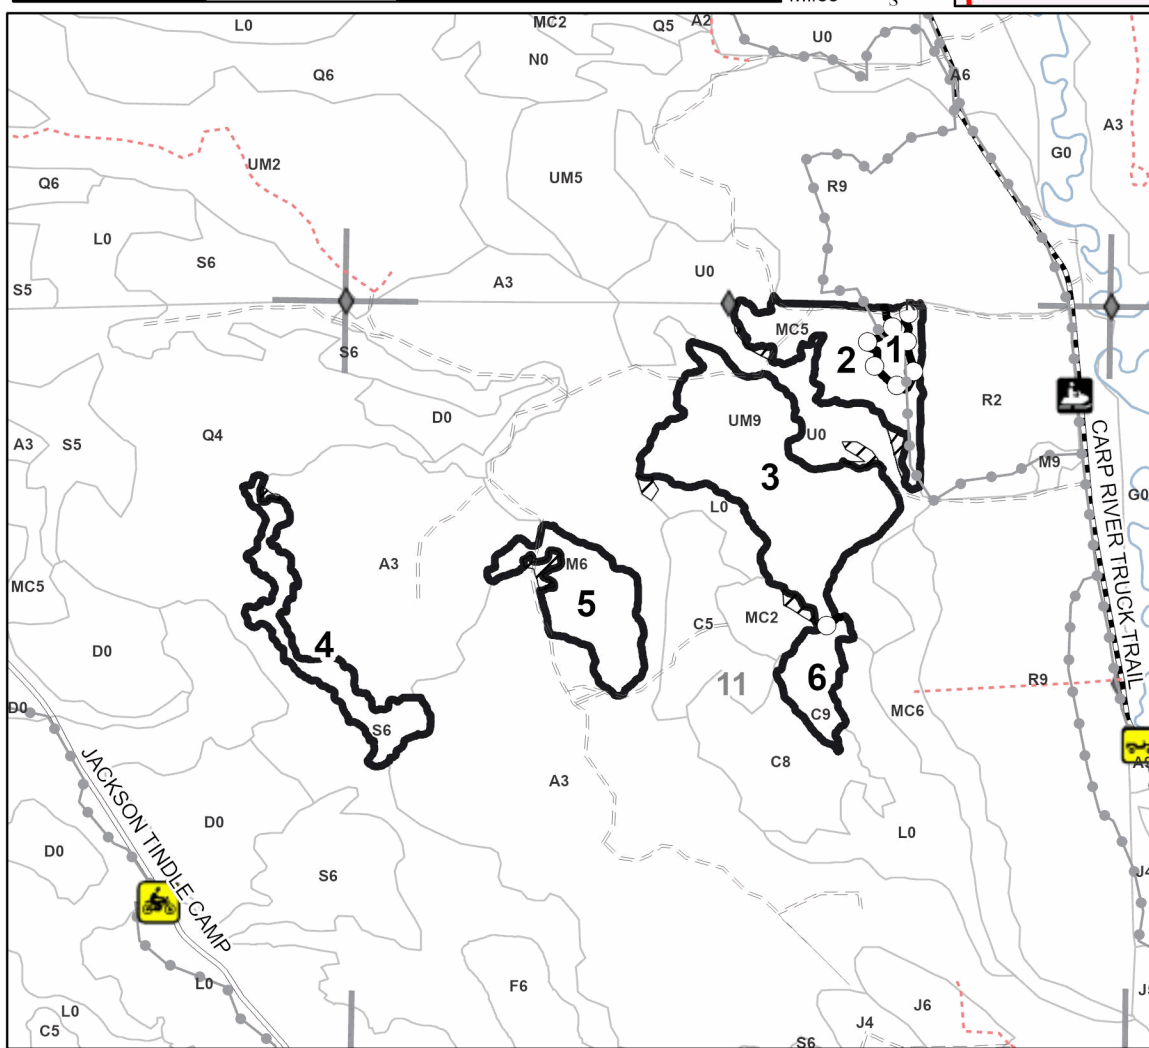 Miles
S
L0
MC2
Q5
A2
U0
N0
Q6
A6
A3
G0
UM2
UM5
R9
Q6
L0
S6
S5
A3
U0
MC5
S6
2
1
D0
UM9
U0
R2
A3
S5
Q4
M9
3
L0
G0
CARP RIVER TRUCK TRAIL
A3
M6
MC5
5
C5
MC2
D0
4
11
6
R9
D0
S6
C9
MC6
C8
A3
JACKSON TINDLE CAMP
D0
L0
D0
S6
J4
L0
F6
J6
L0
C5
J4
S6